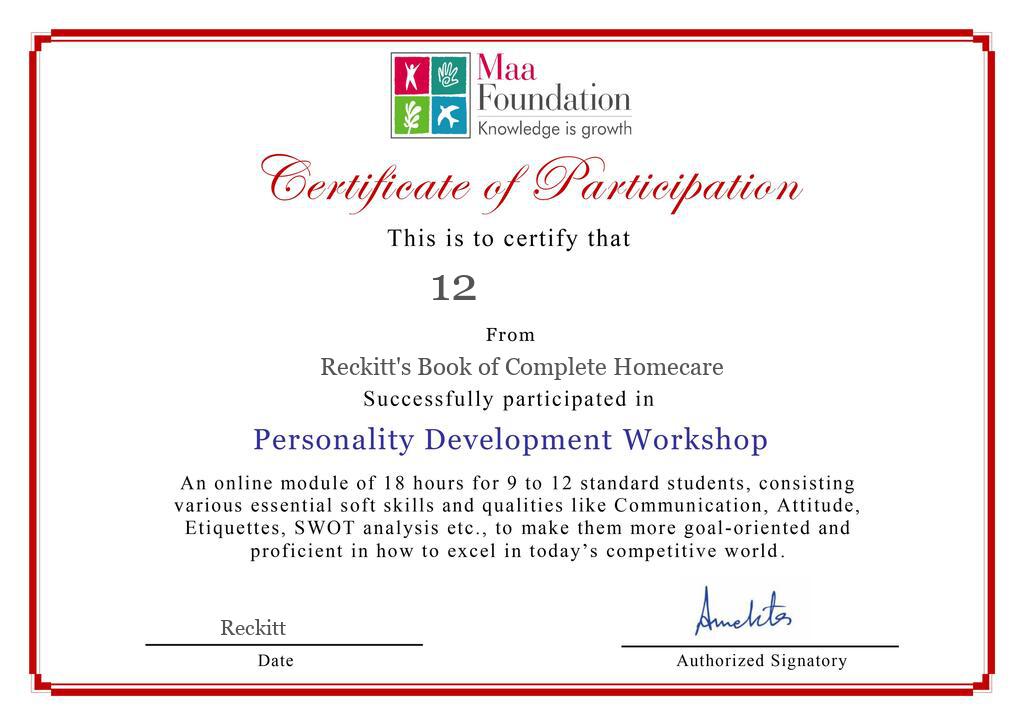 Maa
Foundation
Knowledge is growth
Certificate of Participation
This is to certify that
12
From
Reckitt's Book of Complete Homecare
Successfully participated in
Personality Development Workshop
An online module of 18 hours for 9 to 12 standard students, consisting
various essential soft skills and qualities like Communication, Attitude,
Etiquettes, SWOT analysis etc., to make them more goal-oriented and
proficient in how to excel in today’s competitive world.
Reckitt
Date
Authorized Signatory